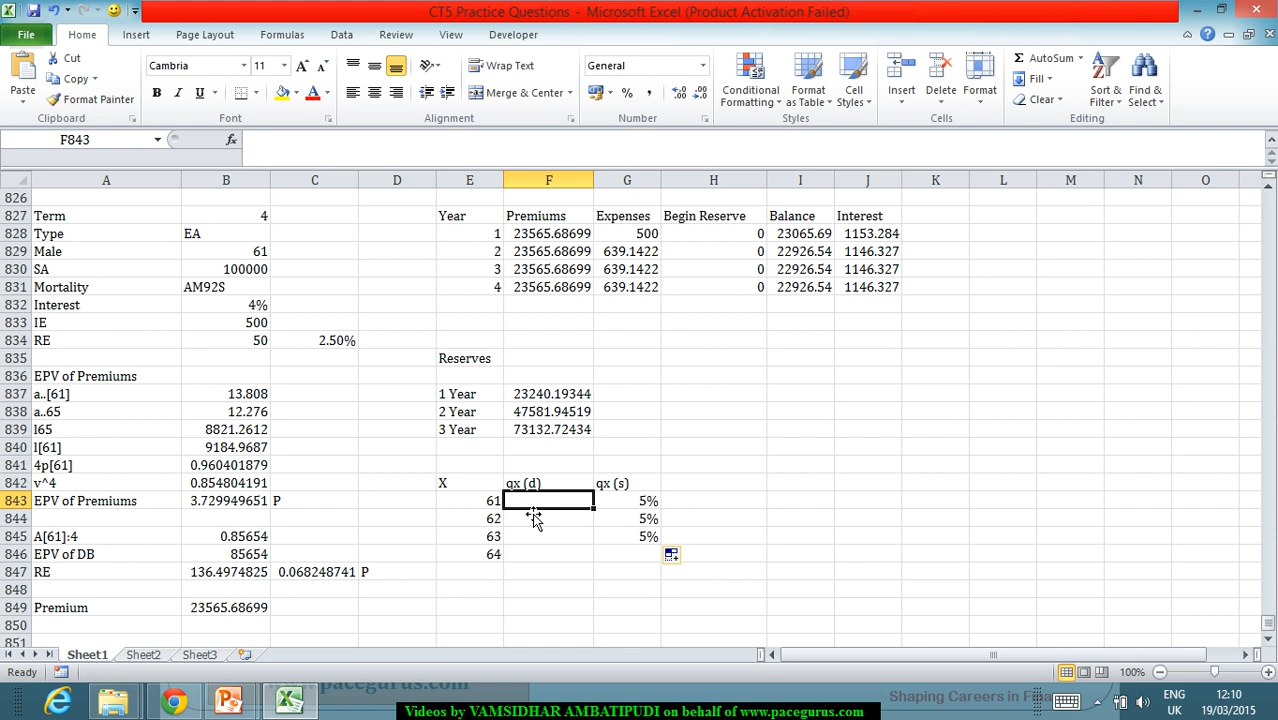 CT5 Practice Questions - Microsoft Excel (Product Activation Failed)
File Home Insert Page Layout Formulas Data Review View Developer
Paste Cut Copy Format Painter Clipboard
Cambria 11 B I U A A A Font
Wrap Text Merge & Center Alignment
General % , .0 .00 .00 .0 Number
Conditional Formatting Format as Table Cell Styles Styles
Insert Delete Format Cells
Σ AutoSum Fill Clear Sort & Filter Find & Select Editing
F843 fx
A B C D E F G H I J K L M N O
826
827 Term 4 Year Premiums Expenses Begin Reserve Balance Interest
828 Type EA 1 23565.68699 500 0 23065.69 1153.284
829 Male 61 2 23565.68699 639.1422 0 22926.54 1146.327
830 SA 100000 3 23565.68699 639.1422 0 22926.54 1146.327
831 Mortality AM92S 4 23565.68699 639.1422 0 22926.54 1146.327
832 Interest 4%
833 IE 500
834 RE 50 2.50%
835 Reserves
836 EPV of Premiums
837 a..[61] 13.808 1 Year 23240.19344
838 a..65 12.276 2 Year 47581.94519
839 l65 8821.2612 3 Year 73132.72434
840 l[61] 9184.9687
841 4p[61] 0.960401879
842 v^4 0.854804191 X qx (d) qx (s)
843 EPV of Premiums 3.729949651 P 61 5%
844 62 5%
845 A[61]:4 0.85654 63 5%
846 EPV of DB 85654 64
847 RE 136.4974825 0.068248741 P
848
849 Premium 23565.68699
850
851
Sheet1 Sheet2 Sheet3
Ready 100%
www.pacegurus.com Shaping Careers in Fina
ENG UK 12:10 19/03/2015
Videos by VAMSIDHAR AMBATIPUDI on behalf of www.pacegurus.com